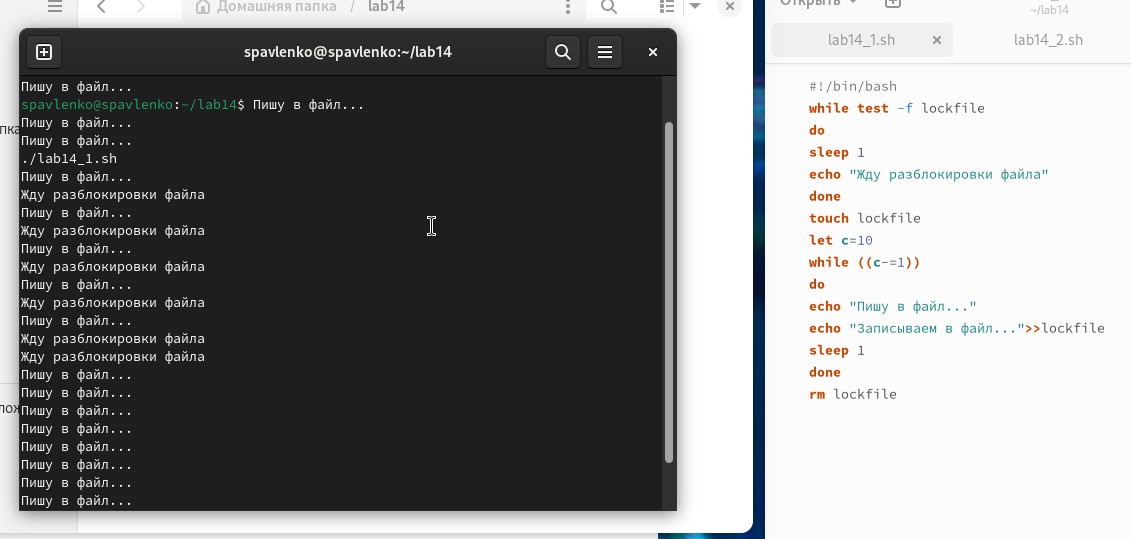 Домашняя папка / lab14
spavlenko@spavlenko:~/lab14
Пишу в файл...
spavlenko@spavlenko:~/lab14$ Пишу в файл...
Пишу в файл...
Пишу в файл...
./lab14_1.sh
Пишу в файл...
Жду разблокировки файла
Пишу в файл...
Жду разблокировки файла
Пишу в файл...
Жду разблокировки файла
Пишу в файл...
Жду разблокировки файла
Пишу в файл...
Жду разблокировки файла
Жду разблокировки файла
Пишу в файл...
Пишу в файл...
Пишу в файл...
Пишу в файл...
Пишу в файл...
Пишу в файл...
Пишу в файл...
Пишу в файл...
Открыть
~/lab14
lab14_1.sh
lab14_2.sh
#!/bin/bash
while test -f lockfile
do
sleep 1
echo "Жду разблокировки файла"
done
touch lockfile
let c=10
while ((c-=1))
do
echo "Пишу в файл..."
echo "Записываем в файл...">>lockfile
sleep 1
done
rm lockfile